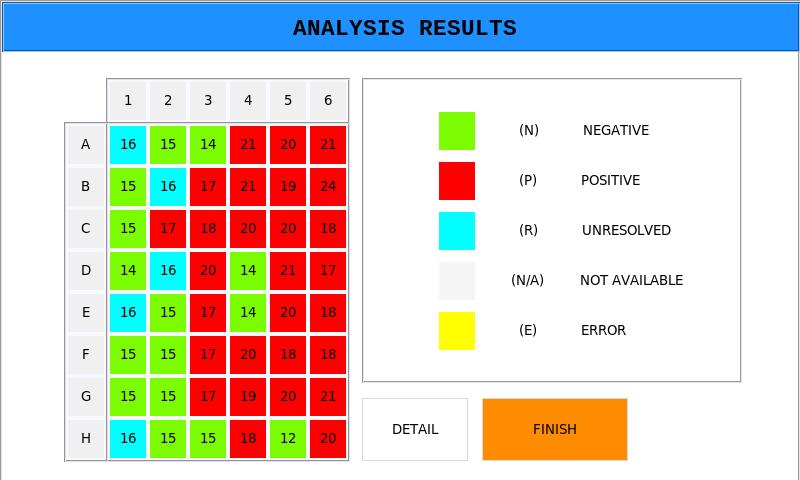 ANALYSIS RESULTS
1 2 3 4 5 6
A 16 15 14 21 20 21
B 15 16 17 21 19 24
C 15 17 18 20 20 18
D 14 16 20 14 21 17
E 16 15 17 14 20 18
F 15 15 17 20 18 18
G 15 15 17 19 20 21
H 16 15 15 18 12 20
(N) NEGATIVE
(P) POSITIVE
(R) UNRESOLVED
(N/A) NOT AVAILABLE
(E) ERROR
DETAIL FINISH